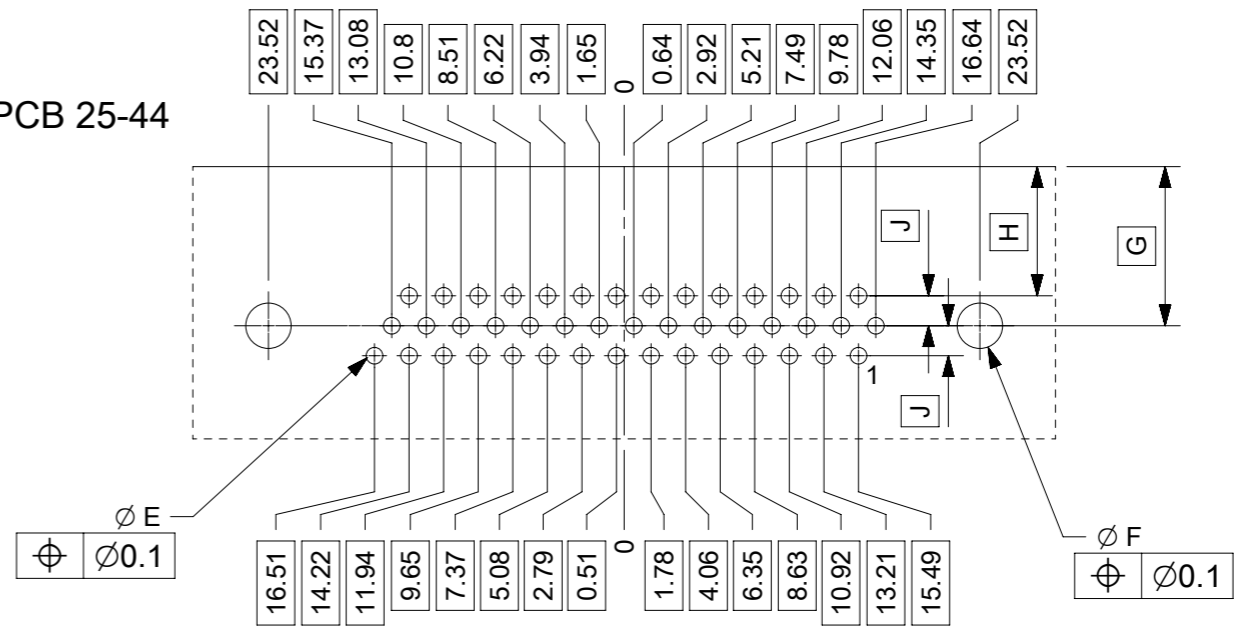 23.52 15.37 13.08 10.8 8.51 6.22 3.94 1.65 0 0.64 2.92 5.21 7.49 9.78 12.06 14.35 16.64 23.52
PCB 25-44
J
H
G
1
J
Ø E
⌖ Ø0.1
16.51 14.22 11.94 9.65 7.37 5.08 2.79 0.51 0 1.78 4.06 6.35 8.63 10.92 13.21 15.49
Ø F
⌖ Ø0.1